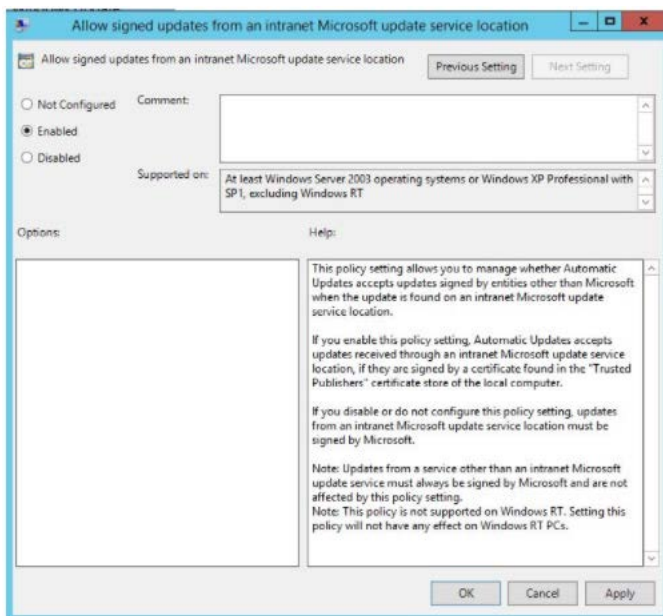 Allow signed updates from an intranet Microsoft update service location
Allow signed updates from an intranet Microsoft update service location
Previous Setting
Next Setting
Not Configured
Comment:
Enabled
Disabled
Supported on:
At least Windows Server 2003 operating systems or Windows XP Professional with
SP1, excluding Windows RT
Options:
Help:
This policy setting allows you to manage whether Automatic
Updates accepts updates signed by entities other than Microsoft
when the update is found on an intranet Microsoft update
service location.
If you enable this policy setting, Automatic Updates accepts
updates received through an intranet Microsoft update service
location, if they are signed by a certificate found in the "Trusted
Publishers" certificate store of the local computer.
If you disable or do not configure this policy setting, updates
from an intranet Microsoft update service location must be
signed by Microsoft.
Note: Updates from a service other than an intranet Microsoft
update service must always be signed by Microsoft and are not
affected by this policy setting.
Note: This policy is not supported on Windows RT. Setting this
policy will not have any effect on Windows RT PCs.
OK
Cancel
Apply